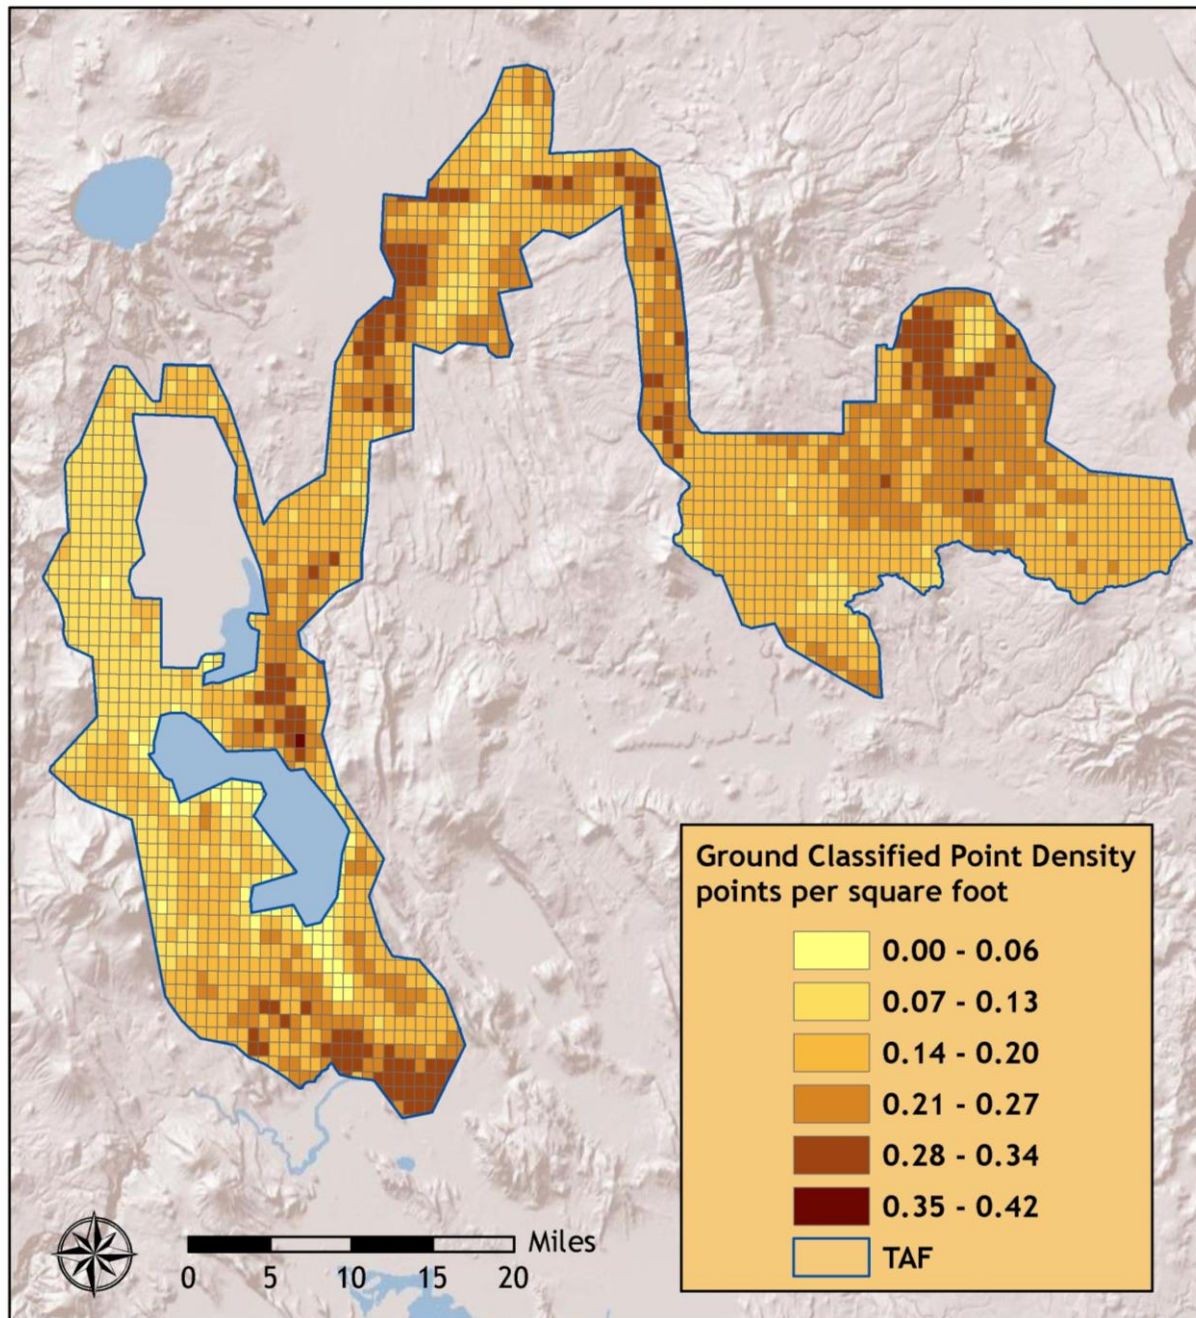 Ground Classified Point Density
points per square foot
0.00 - 0.06
0.07 - 0.13
0.14 - 0.20
0.21 - 0.27
0.28 - 0.34
0.35 - 0.42
TAF
Miles
0 5 10 15 20